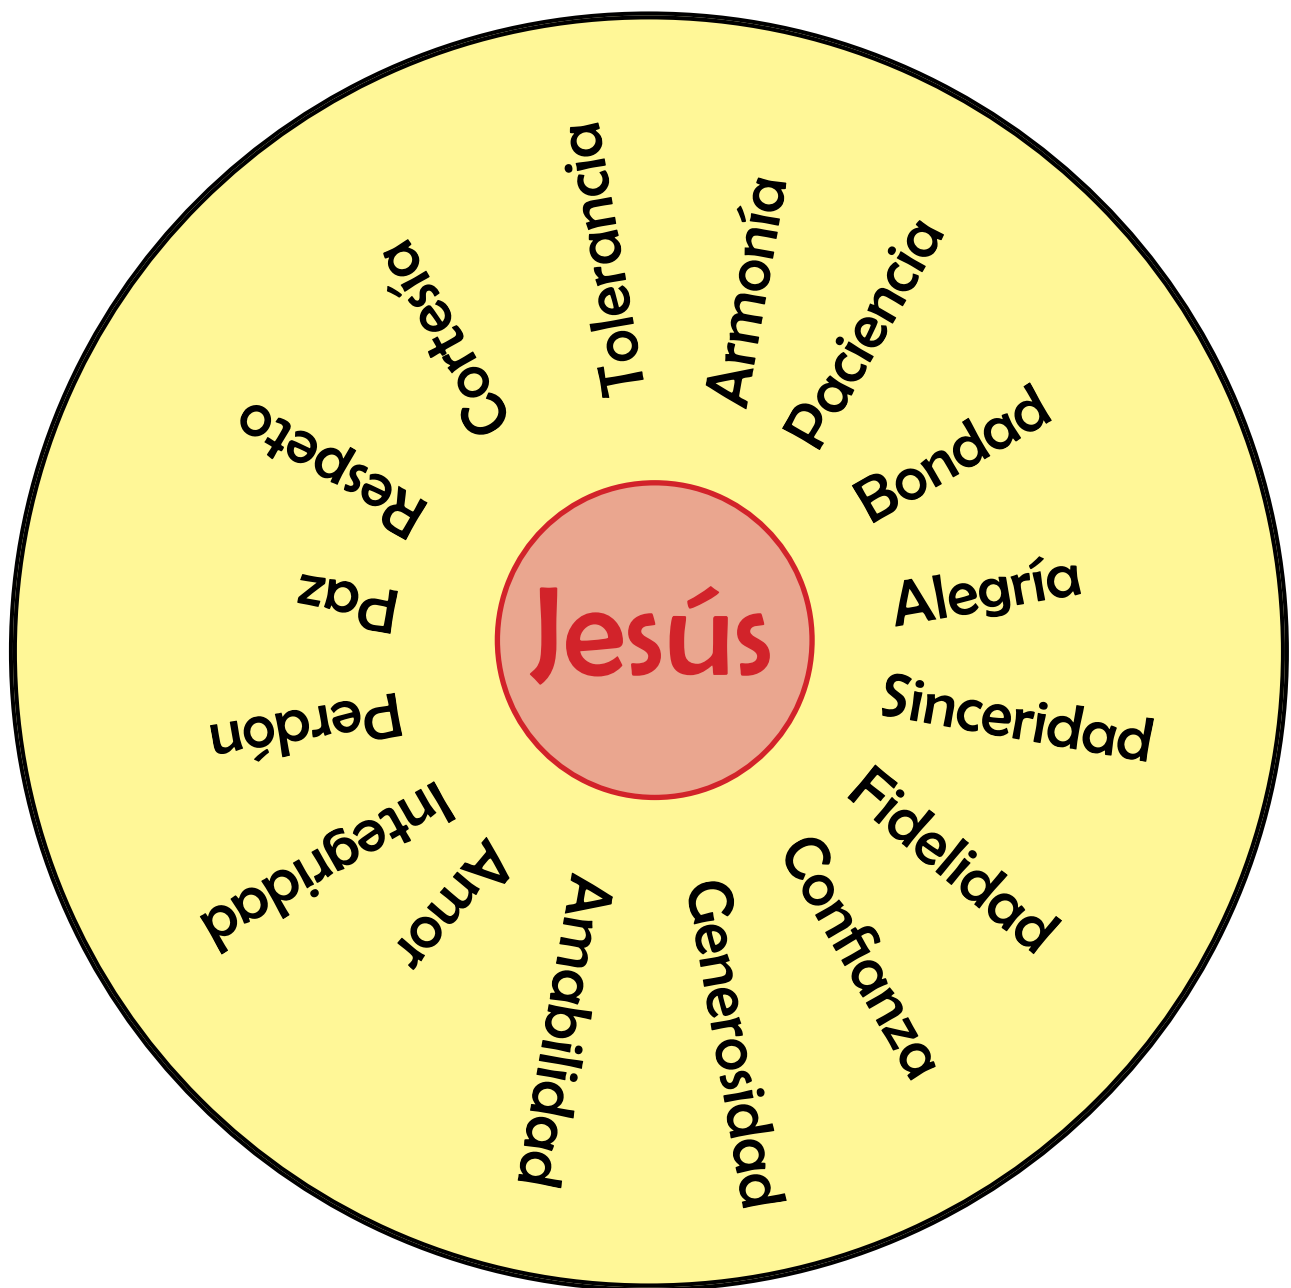 Jesús
Tolerancia
Armonía
Paciencia
Bondad
Alegría
Sinceridad
Fidelidad
Confianza
Generosidad
Amabilidad
Amor
Integridad
Perdón
Paz
Respeto
Cortesía